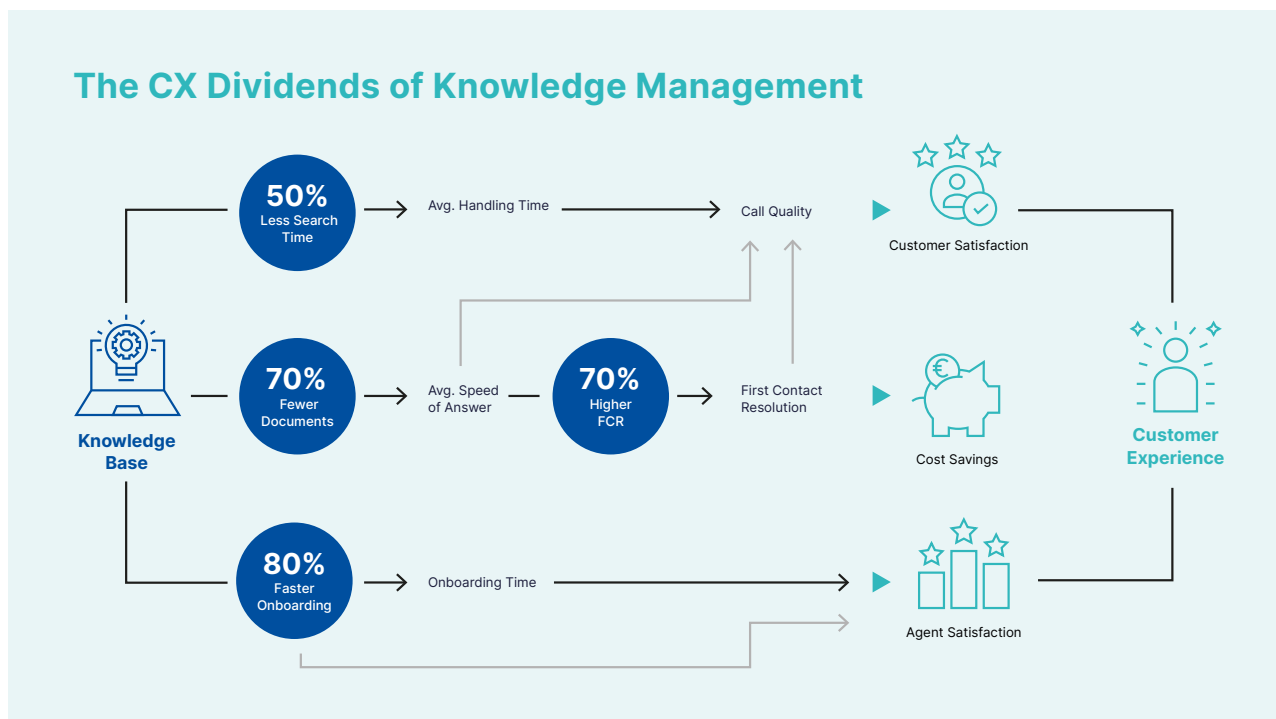 The CX Dividends of Knowledge Management
50%
Less Search
Time
Avg. Handling Time
Call Quality
Customer Satisfaction
Knowledge
Base
70%
Fewer
Documents
Avg. Speed
of Answer
70%
Higher
FCR
First Contact
Resolution
€
Cost Savings
Customer
Experience
80%
Faster
Onboarding
Onboarding Time
Agent Satisfaction